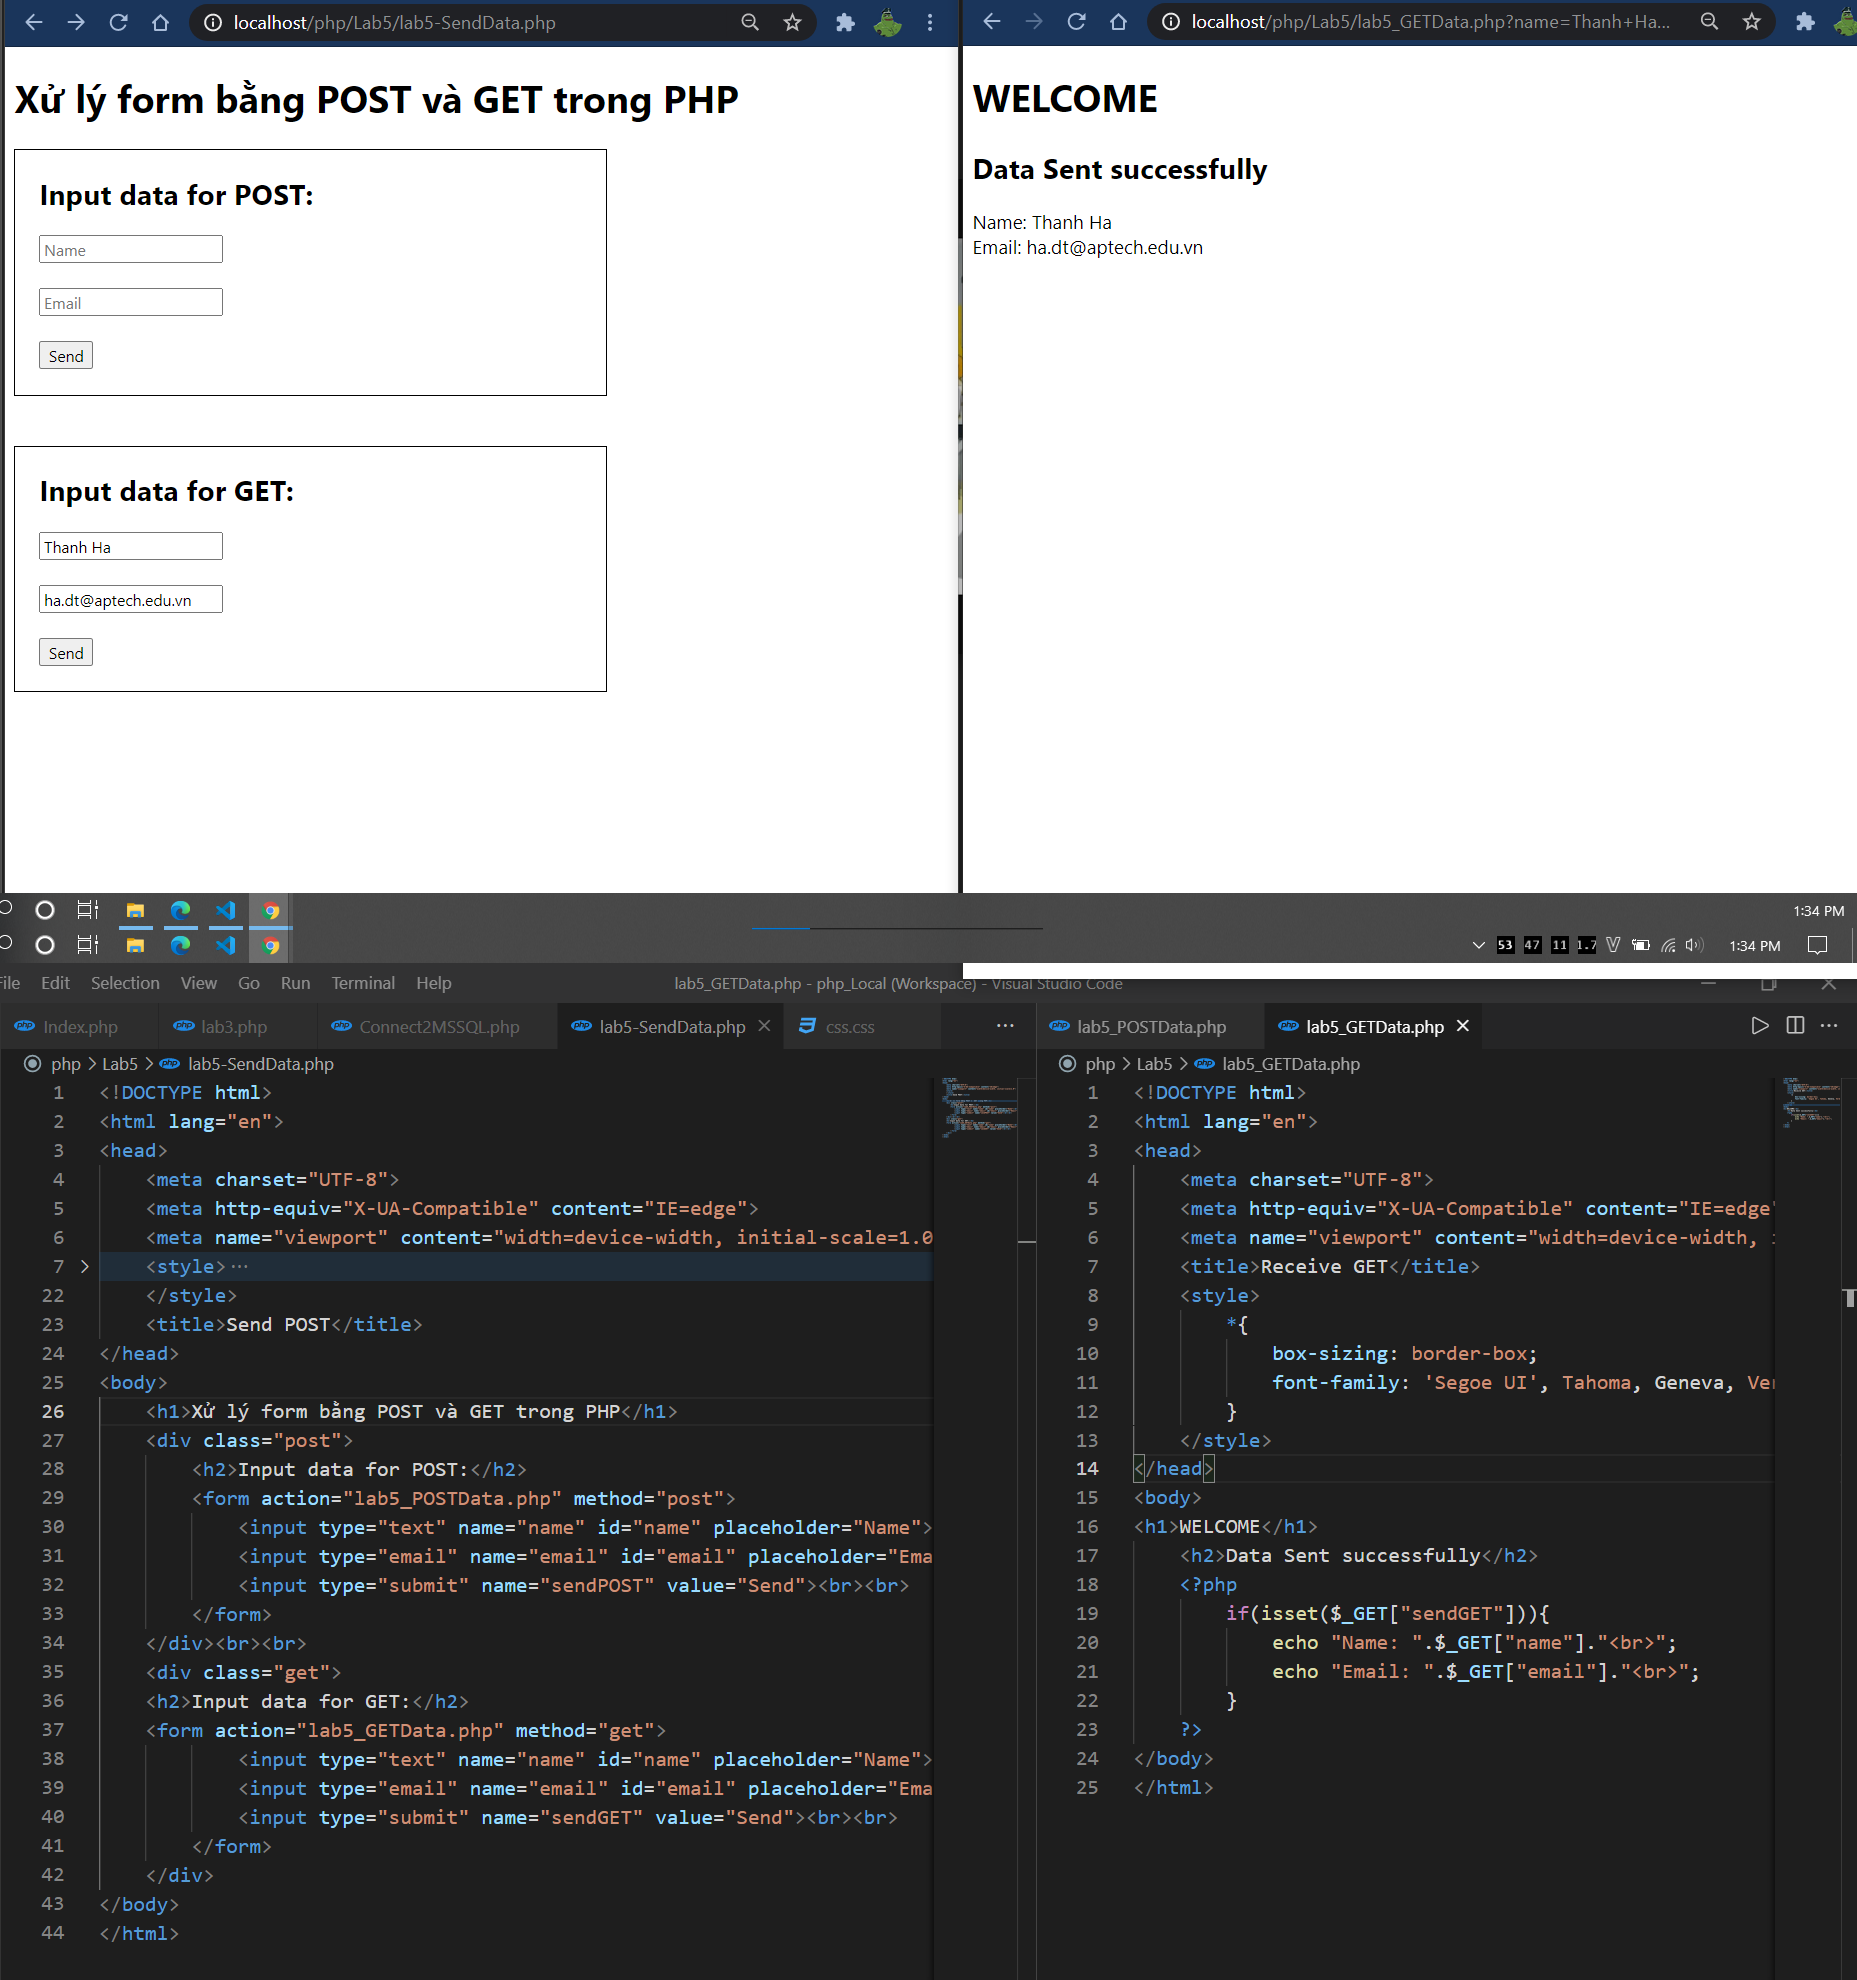 localhost/php/Lab5/lab5-SendData.php
Xử lý form bằng POST và GET trong PHP
Input data for POST:
Name
Email
Send
Input data for GET:
Thanh Ha
ha.dt@aptech.edu.vn
Send
localhost/php/Lab5/lab5_GETData.php?name=Thanh+Ha...
WELCOME
Data Sent successfully
Name: Thanh Ha
Email: ha.dt@aptech.edu.vn
1:34 PM
53 47 11 1.7 1:34 PM
File Edit Selection View Go Run Terminal Help lab5_GETData.php - php_Local (Workspace) - Visual Studio Code
Index.php lab3.php Connect2MSSQL.php lab5-SendData.php css.css
php > Lab5 > lab5-SendData.php
1 <!DOCTYPE html>
2 <html lang="en">
3 <head>
4 <meta charset="UTF-8">
5 <meta http-equiv="X-UA-Compatible" content="IE=edge">
6 <meta name="viewport" content="width=device-width, initial-scale=1.0
7 <style>···
22 </style>
23 <title>Send POST</title>
24 </head>
25 <body>
26 <h1>Xử lý form bằng POST và GET trong PHP</h1>
27 <div class="post">
28 <h2>Input data for POST:</h2>
29 <form action="lab5_POSTData.php" method="post">
30 <input type="text" name="name" id="name" placeholder="Name">
31 <input type="email" name="email" id="email" placeholder="Ema
32 <input type="submit" name="sendPOST" value="Send"><br><br>
33 </form>
34 </div><br><br>
35 <div class="get">
36 <h2>Input data for GET:</h2>
37 <form action="lab5_GETData.php" method="get">
38 <input type="text" name="name" id="name" placeholder="Name">
39 <input type="email" name="email" id="email" placeholder="Ema
40 <input type="submit" name="sendGET" value="Send"><br><br>
41 </form>
42 </div>
43 </body>
44 </html>
lab5_POSTData.php lab5_GETData.php
php > Lab5 > lab5_GETData.php
1 <!DOCTYPE html>
2 <html lang="en">
3 <head>
4 <meta charset="UTF-8">
5 <meta http-equiv="X-UA-Compatible" content="IE=edge"
6 <meta name="viewport" content="width=device-width, i
7 <title>Receive GET</title>
8 <style>
9 *{
10 box-sizing: border-box;
11 font-family: 'Segoe UI', Tahoma, Geneva, Ver
12 }
13 </style>
14 </head>
15 <body>
16 <h1>WELCOME</h1>
17 <h2>Data Sent successfully</h2>
18 <?php
19 if(isset($_GET["sendGET"])){
20 echo "Name: ".$_GET["name"]."<br>";
21 echo "Email: ".$_GET["email"]."<br>";
22 }
23 ?>
24 </body>
25 </html>